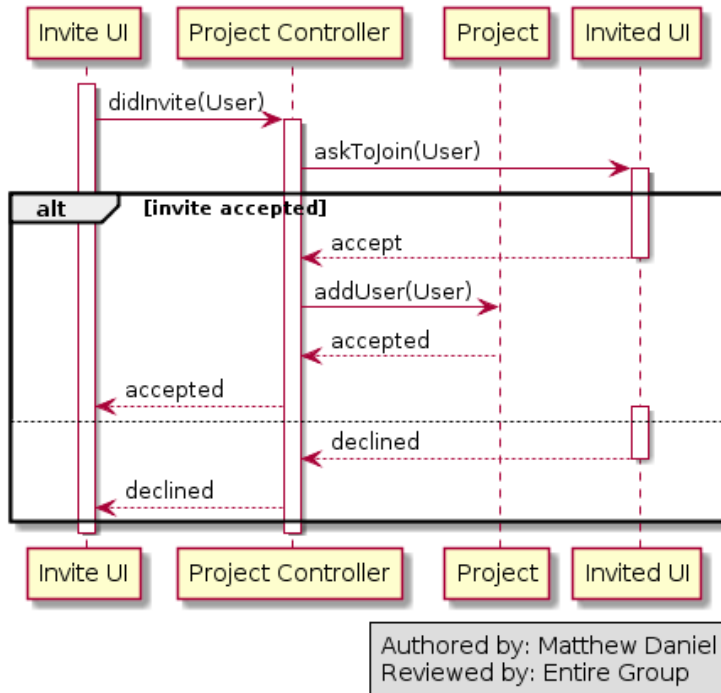 Invite UI Project Controller Project Invited UI
didInvite(User)
askToJoin(User)
alt [invite accepted]
accept
addUser(User)
accepted
accepted
declined
declined
Invite UI Project Controller Project Invited UI
Authored by: Matthew Daniel
Reviewed by: Entire Group